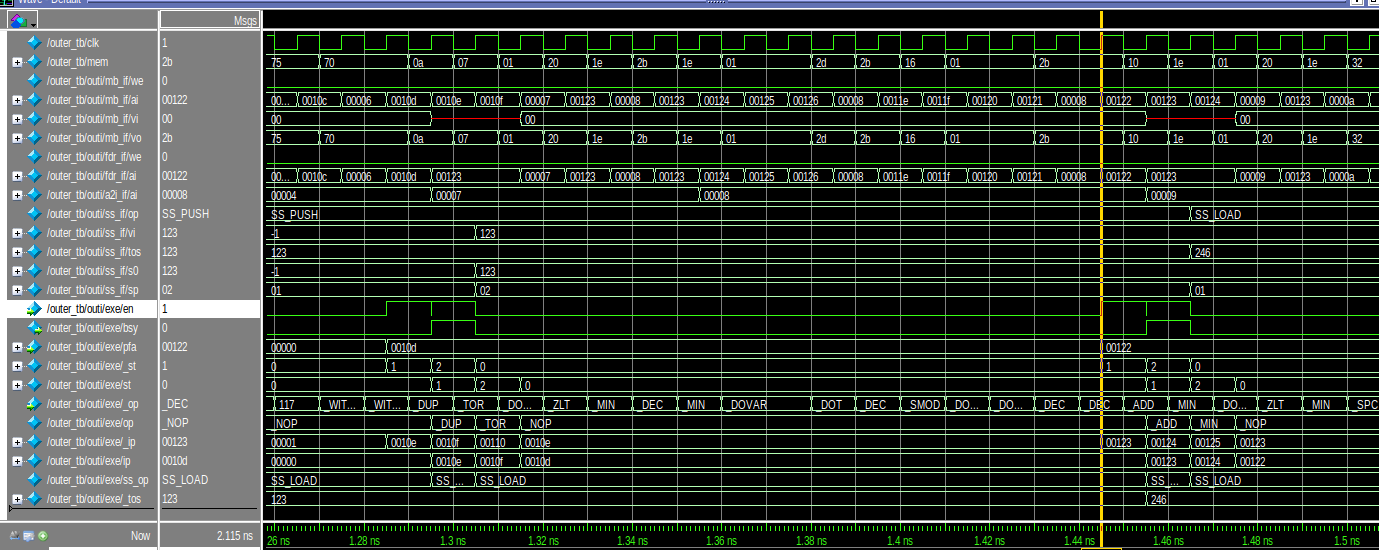 Wave - Default
Msgs
/outer_tb/clk 1
/outer_tb/mem 2b 75 70 0a 07 01 20 1e 2b 1e 01 2d 2b 16 01 2b 10 1e 01 20 1e 32
/outer_tb/outi/mb_if/we 0
/outer_tb/outi/mb_if/ai 00122 00... 0010c 00006 0010d 0010e 0010f 00007 00123 00008 00123 00124 00125 00126 00008 0011e 0011f 00120 00121 00008 00122 00123 00124 00009 00123 0000a
/outer_tb/outi/mb_if/vi 00 00 00 00
/outer_tb/outi/mb_if/vo 2b 75 70 0a 07 01 20 1e 2b 1e 01 2d 2b 16 01 2b 10 1e 01 20 1e 32
/outer_tb/outi/fdr_if/we 0
/outer_tb/outi/fdr_if/ai 00122 00... 0010c 00006 0010d 00123 00007 00123 00008 00123 00124 00125 00126 00008 0011e 0011f 00120 00121 00008 00122 00123 00009 00123 0000a
/outer_tb/outi/a2i_if/ai 00008 00004 00007 00008 00009
/outer_tb/outi/ss_if/op SS_PUSH SS_PUSH SS_LOAD
/outer_tb/outi/ss_if/vi 123 -1 123
/outer_tb/outi/ss_if/tos 123 123 246
/outer_tb/outi/ss_if/s0 123 -1 123
/outer_tb/outi/ss_if/sp 02 01 02 01
/outer_tb/outi/exe/en 1
/outer_tb/outi/exe/bsy 0
/outer_tb/outi/exe/pfa 00122 00000 0010d 00122
/outer_tb/outi/exe/_st 1 0 1 2 0 1 2 0
/outer_tb/outi/exe/st 0 0 1 2 0 1 2 0
/outer_tb/outi/exe/_op _DEC 117 _WIT... _WIT... _DUP _TOR _DO... _ZLT _MIN _DEC _MIN _DOVAR _DOT _DEC _SMOD _DO... _DO... _DEC _DEC _ADD _MIN _DO... _ZLT _MIN _SPC
/outer_tb/outi/exe/op _NOP _NOP _DUP _TOR _NOP _ADD _MIN _NOP
/outer_tb/outi/exe/_ip 00123 00001 0010e 0010f 00110 0010e 00123 00124 00125 00123
/outer_tb/outi/exe/ip 0010d 00000 0010e 0010f 0010d 00123 00124 00122
/outer_tb/outi/exe/ss_op SS_LOAD SS_LOAD SS_... SS_LOAD SS_... SS_LOAD
/outer_tb/outi/exe/_tos 123 123 246
Now 2.115 ns 26 ns 1.28 ns 1.3 ns 1.32 ns 1.34 ns 1.36 ns 1.38 ns 1.4 ns 1.42 ns 1.44 ns 1.46 ns 1.48 ns 1.5 ns